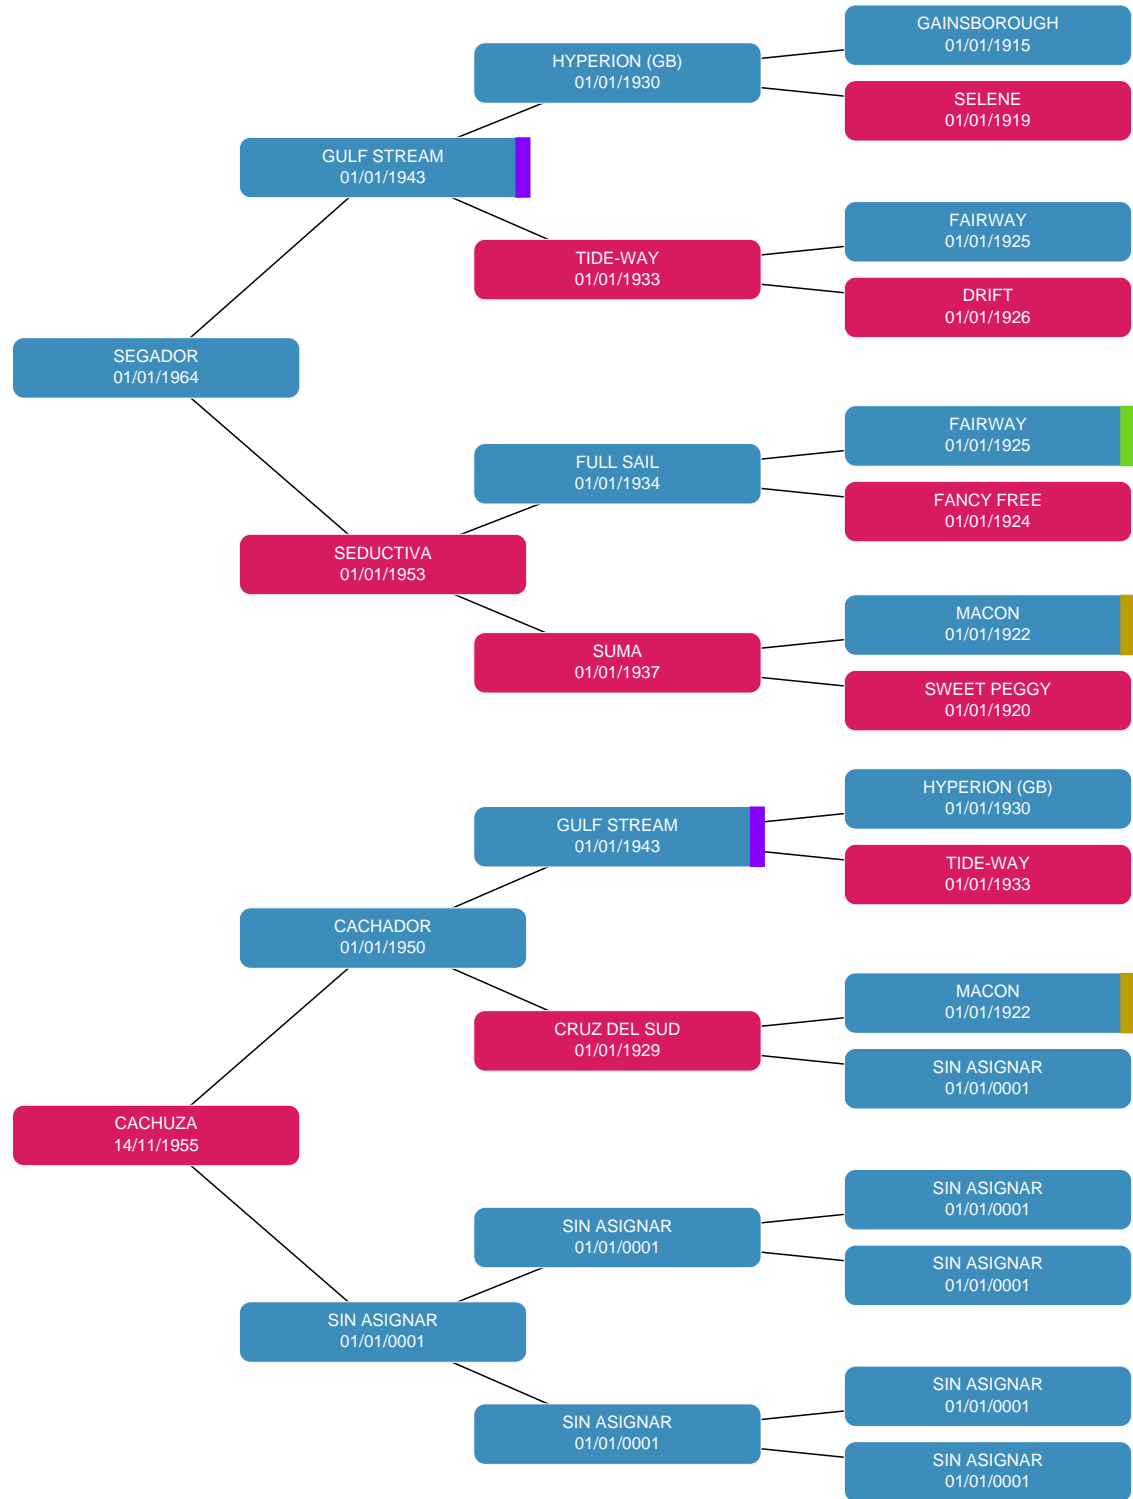 GAINSBOROUGH
01/01/1915
HYPERION (GB)
01/01/1930
SELENE
01/01/1919
GULF STREAM
01/01/1943
FAIRWAY
01/01/1925
TIDE-WAY
01/01/1933
DRIFT
01/01/1926
SEGADOR
01/01/1964
FAIRWAY
01/01/1925
FULL SAIL
01/01/1934
FANCY FREE
01/01/1924
SEDUCTIVA
01/01/1953
MACON
01/01/1922
SUMA
01/01/1937
SWEET PEGGY
01/01/1920
HYPERION (GB)
01/01/1930
GULF STREAM
01/01/1943
TIDE-WAY
01/01/1933
CACHADOR
01/01/1950
MACON
01/01/1922
CRUZ DEL SUD
01/01/1929
SIN ASIGNAR
01/01/0001
CACHUZA
14/11/1955
SIN ASIGNAR
01/01/0001
SIN ASIGNAR
01/01/0001
SIN ASIGNAR
01/01/0001
SIN ASIGNAR
01/01/0001
SIN ASIGNAR
01/01/0001
SIN ASIGNAR
01/01/0001
SIN ASIGNAR
01/01/0001